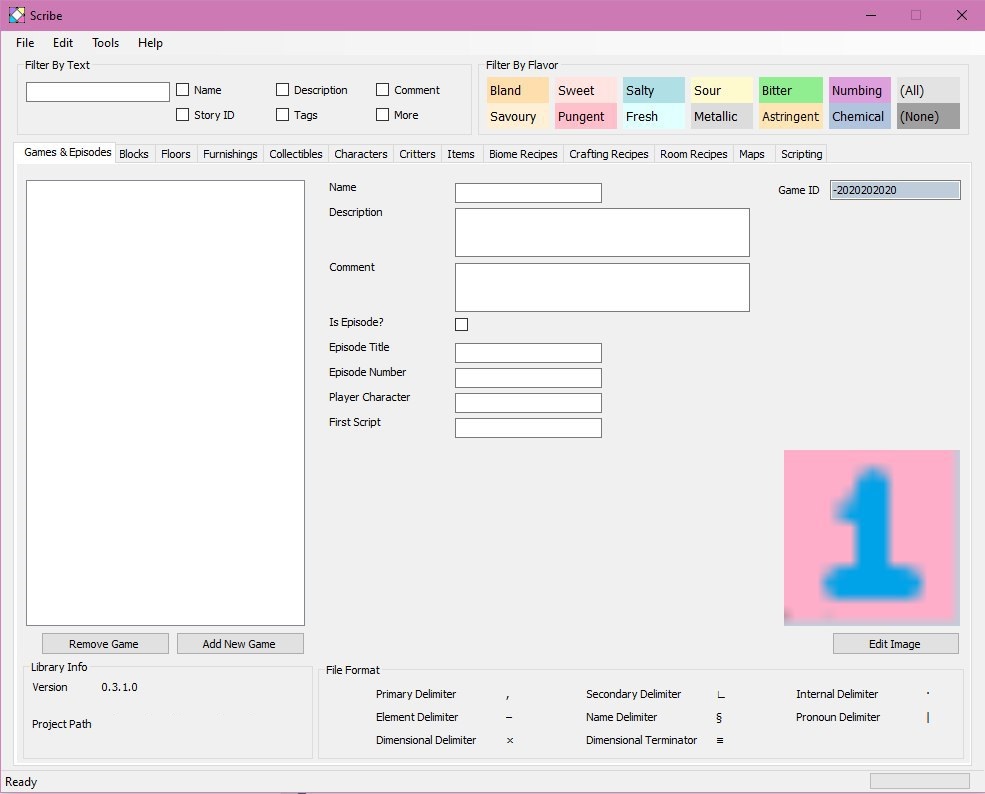 Scribe
File Edit Tools Help
Filter By Text
Name Description Comment
Story ID Tags More
Filter By Flavor
Bland Sweet Salty Sour Bitter Numbing (All)
Savoury Pungent Fresh Metallic Astringent Chemical (None)
Games & Episodes Blocks Floors Furnishings Collectibles Characters Critters Items Biome Recipes Crafting Recipes Room Recipes Maps Scripting
Name
Game ID -2020202020
Description
Comment
Is Episode?
Episode Title
Episode Number
Player Character
First Script
1
Remove Game Add New Game Edit Image
Library Info
Version 0.3.1.0
Project Path
File Format
Primary Delimiter , Secondary Delimiter ∟ Internal Delimiter ·
Element Delimiter – Name Delimiter § Pronoun Delimiter |
Dimensional Delimiter × Dimensional Terminator ≡
Ready